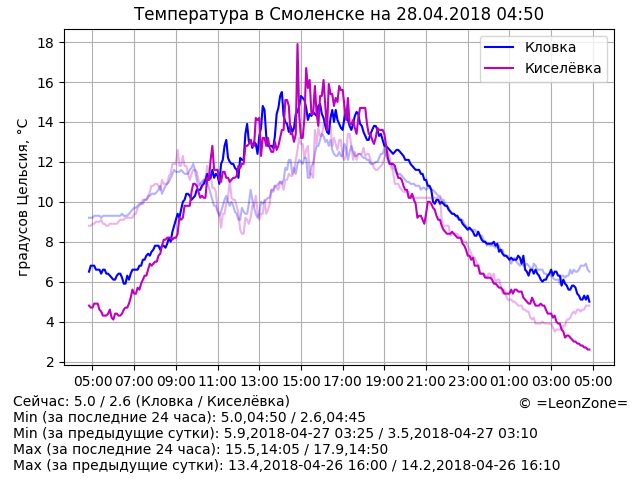 Температура в Смоленске на 28.04.2018 04:50
Кловка
Киселёвка
градусов Цельсия, °C
18
16
14
12
10
8
6
4
2
05:00 07:00 09:00 11:00 13:00 15:00 17:00 19:00 21:00 23:00 01:00 03:00 05:00
Сейчас: 5.0 / 2.6 (Кловка / Киселёвка)
© =LeonZone=
Min (за последние 24 часа): 5.0,04:50 / 2.6,04:45
Min (за предыдущие сутки): 5.9,2018-04-27 03:25 / 3.5,2018-04-27 03:10
Max (за последние 24 часа): 15.5,14:05 / 17.9,14:50
Max (за предыдущие сутки): 13.4,2018-04-26 16:00 / 14.2,2018-04-26 16:10